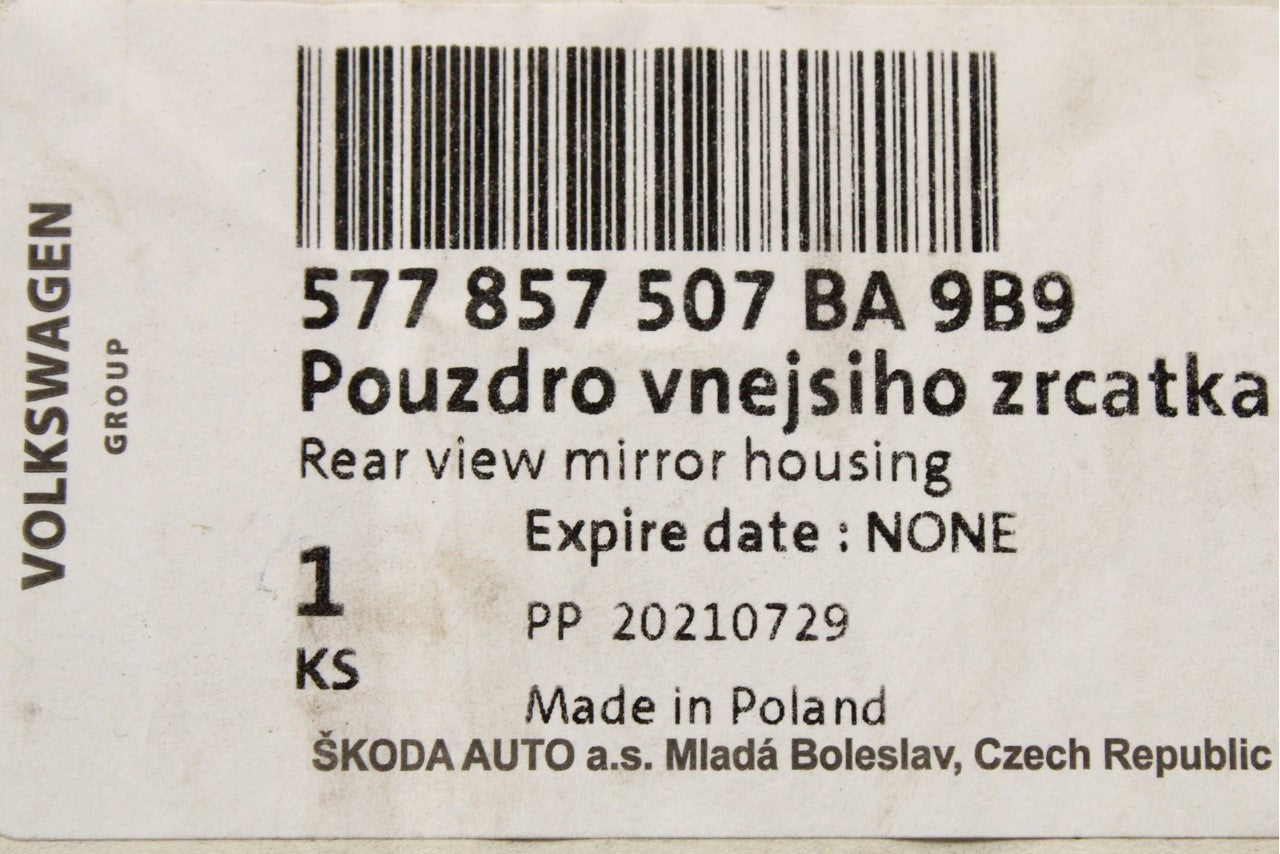 VOLKSWAGEN
GROUP
577 857 507 BA 9B9
Pouzdro vnejsiho zrcatka
Rear view mirror housing
Expire date : NONE
1
PP 20210729
KS
Made in Poland
ŠKODA AUTO a.s. Mladá Boleslav, Czech Republic